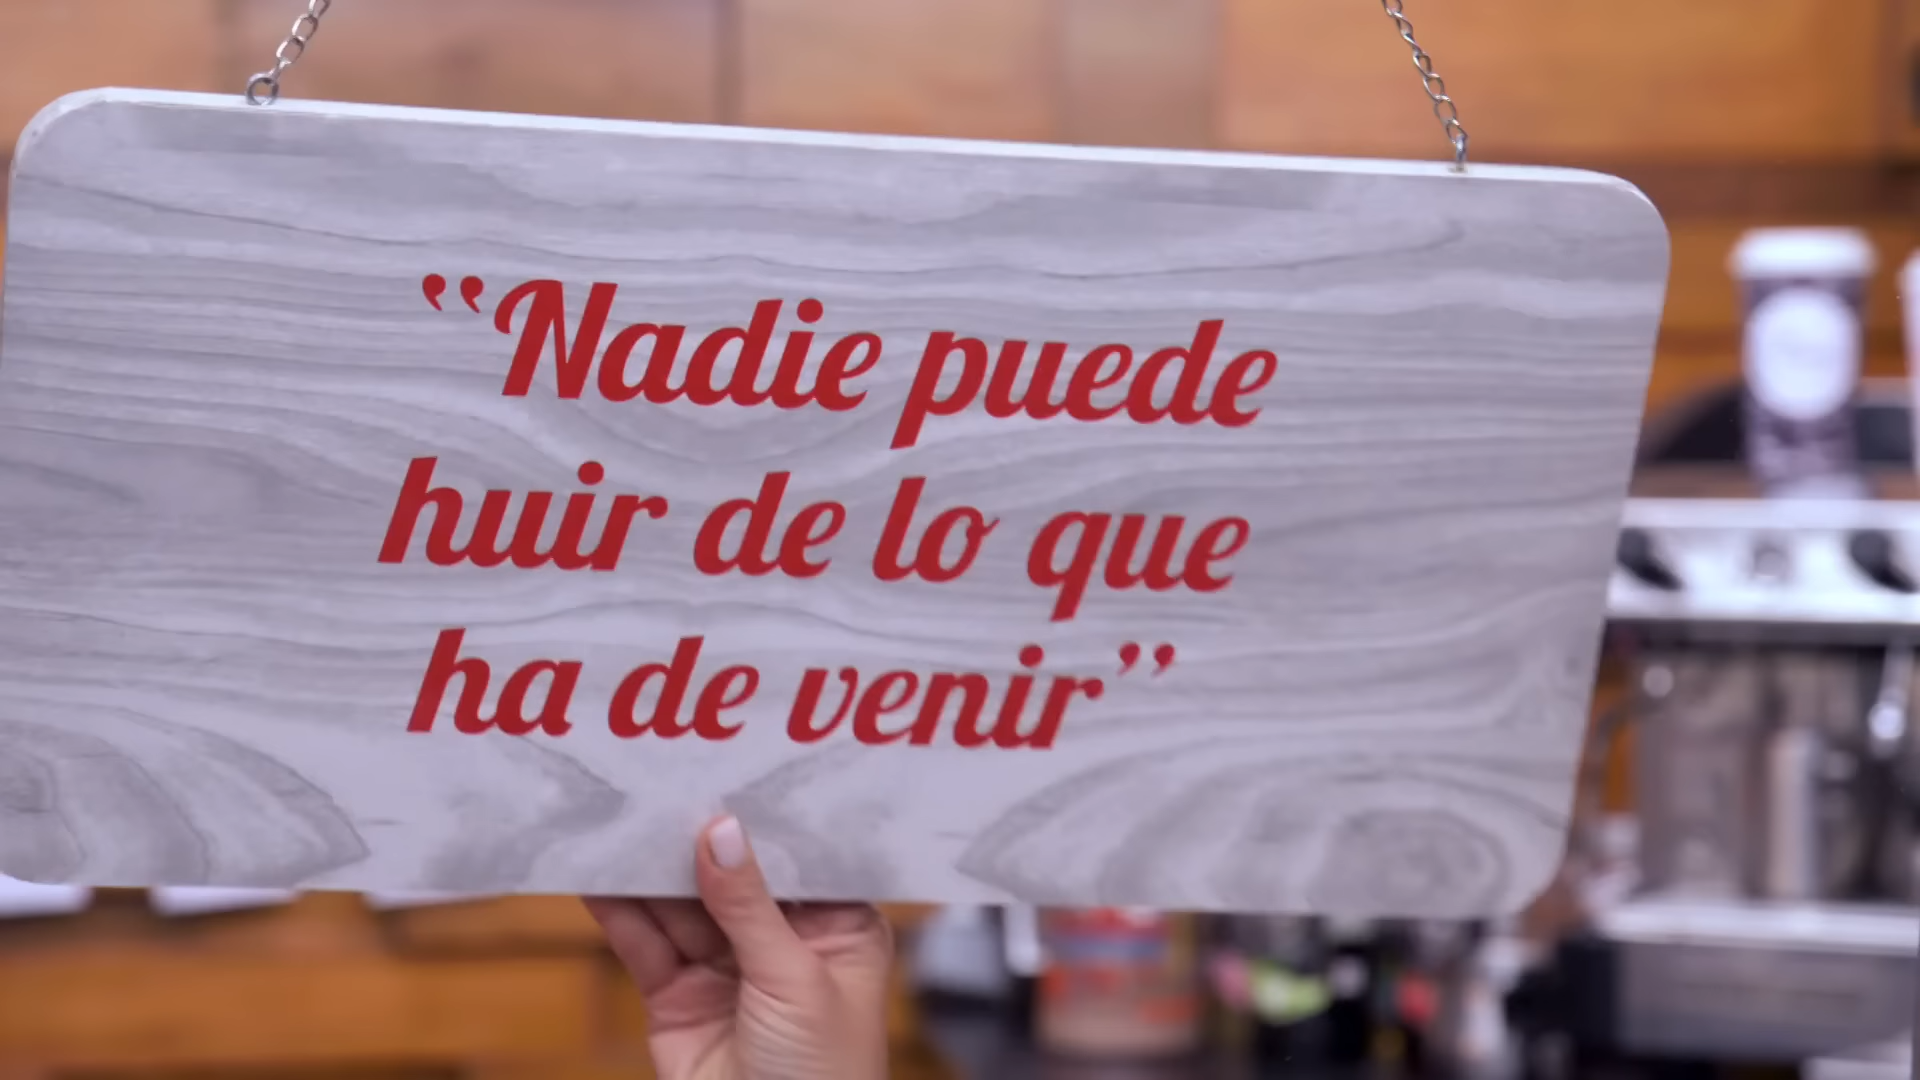 “Nadie puede
huir de lo que
ha de venir”